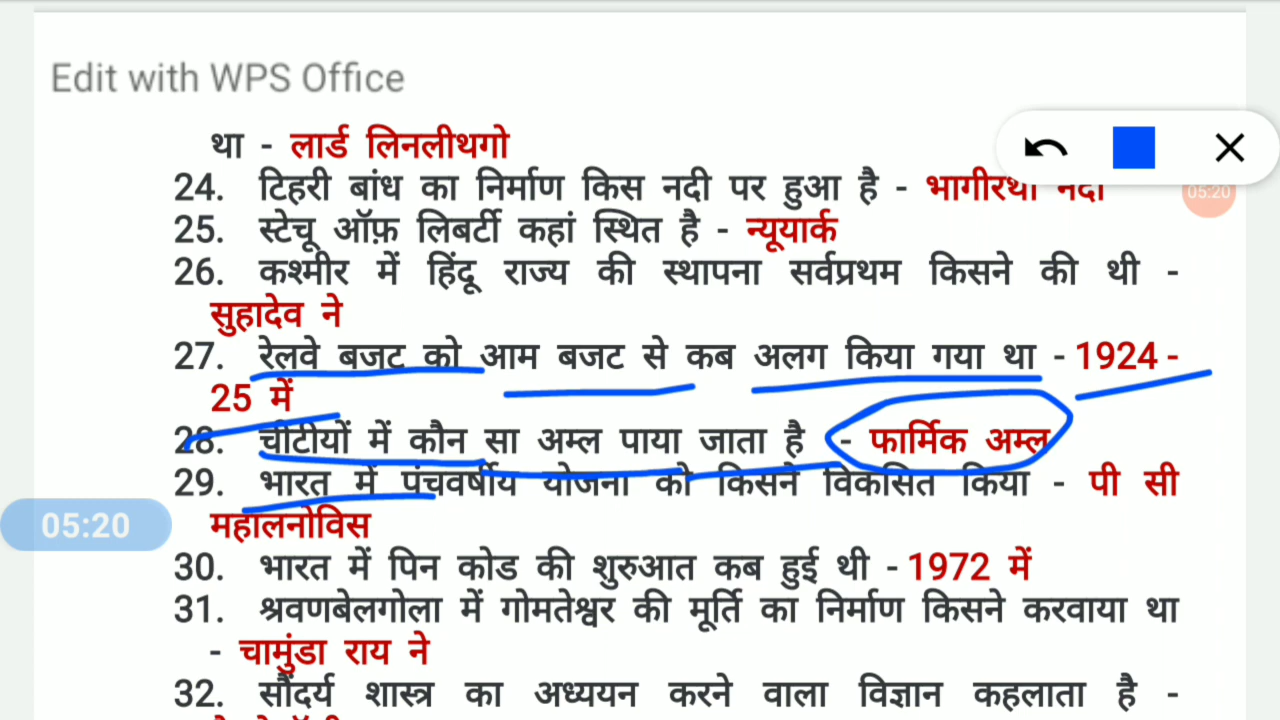 Edit with WPS Office
था - लार्ड लिनलीथगो
24. टिहरी बांध का निर्माण किस नदी पर हुआ है - भागीरथी नदी
05:20
25. स्टेचू ऑफ़ लिबर्टी कहां स्थित है - न्यूयार्क
26. कश्मीर में हिंदू राज्य की स्थापना सर्वप्रथम किसने की थी -
सुहादेव ने
27. रेलवे बजट को आम बजट से कब अलग किया गया था - 1924 -
25 में
28. चीटीयों में कौन सा अम्ल पाया जाता है - फार्मिक अम्ल
29. भारत में पंचवर्षीय योजना को किसने विकसित किया - पी सी
05:20
महालनोविस
30. भारत में पिन कोड की शुरुआत कब हुई थी - 1972 में
31. श्रवणबेलगोला में गोमतेश्वर की मूर्ति का निर्माण किसने करवाया था
- चामुंडा राय ने
32. सौंदर्य शास्त्र का अध्ययन करने वाला विज्ञान कहलाता है -